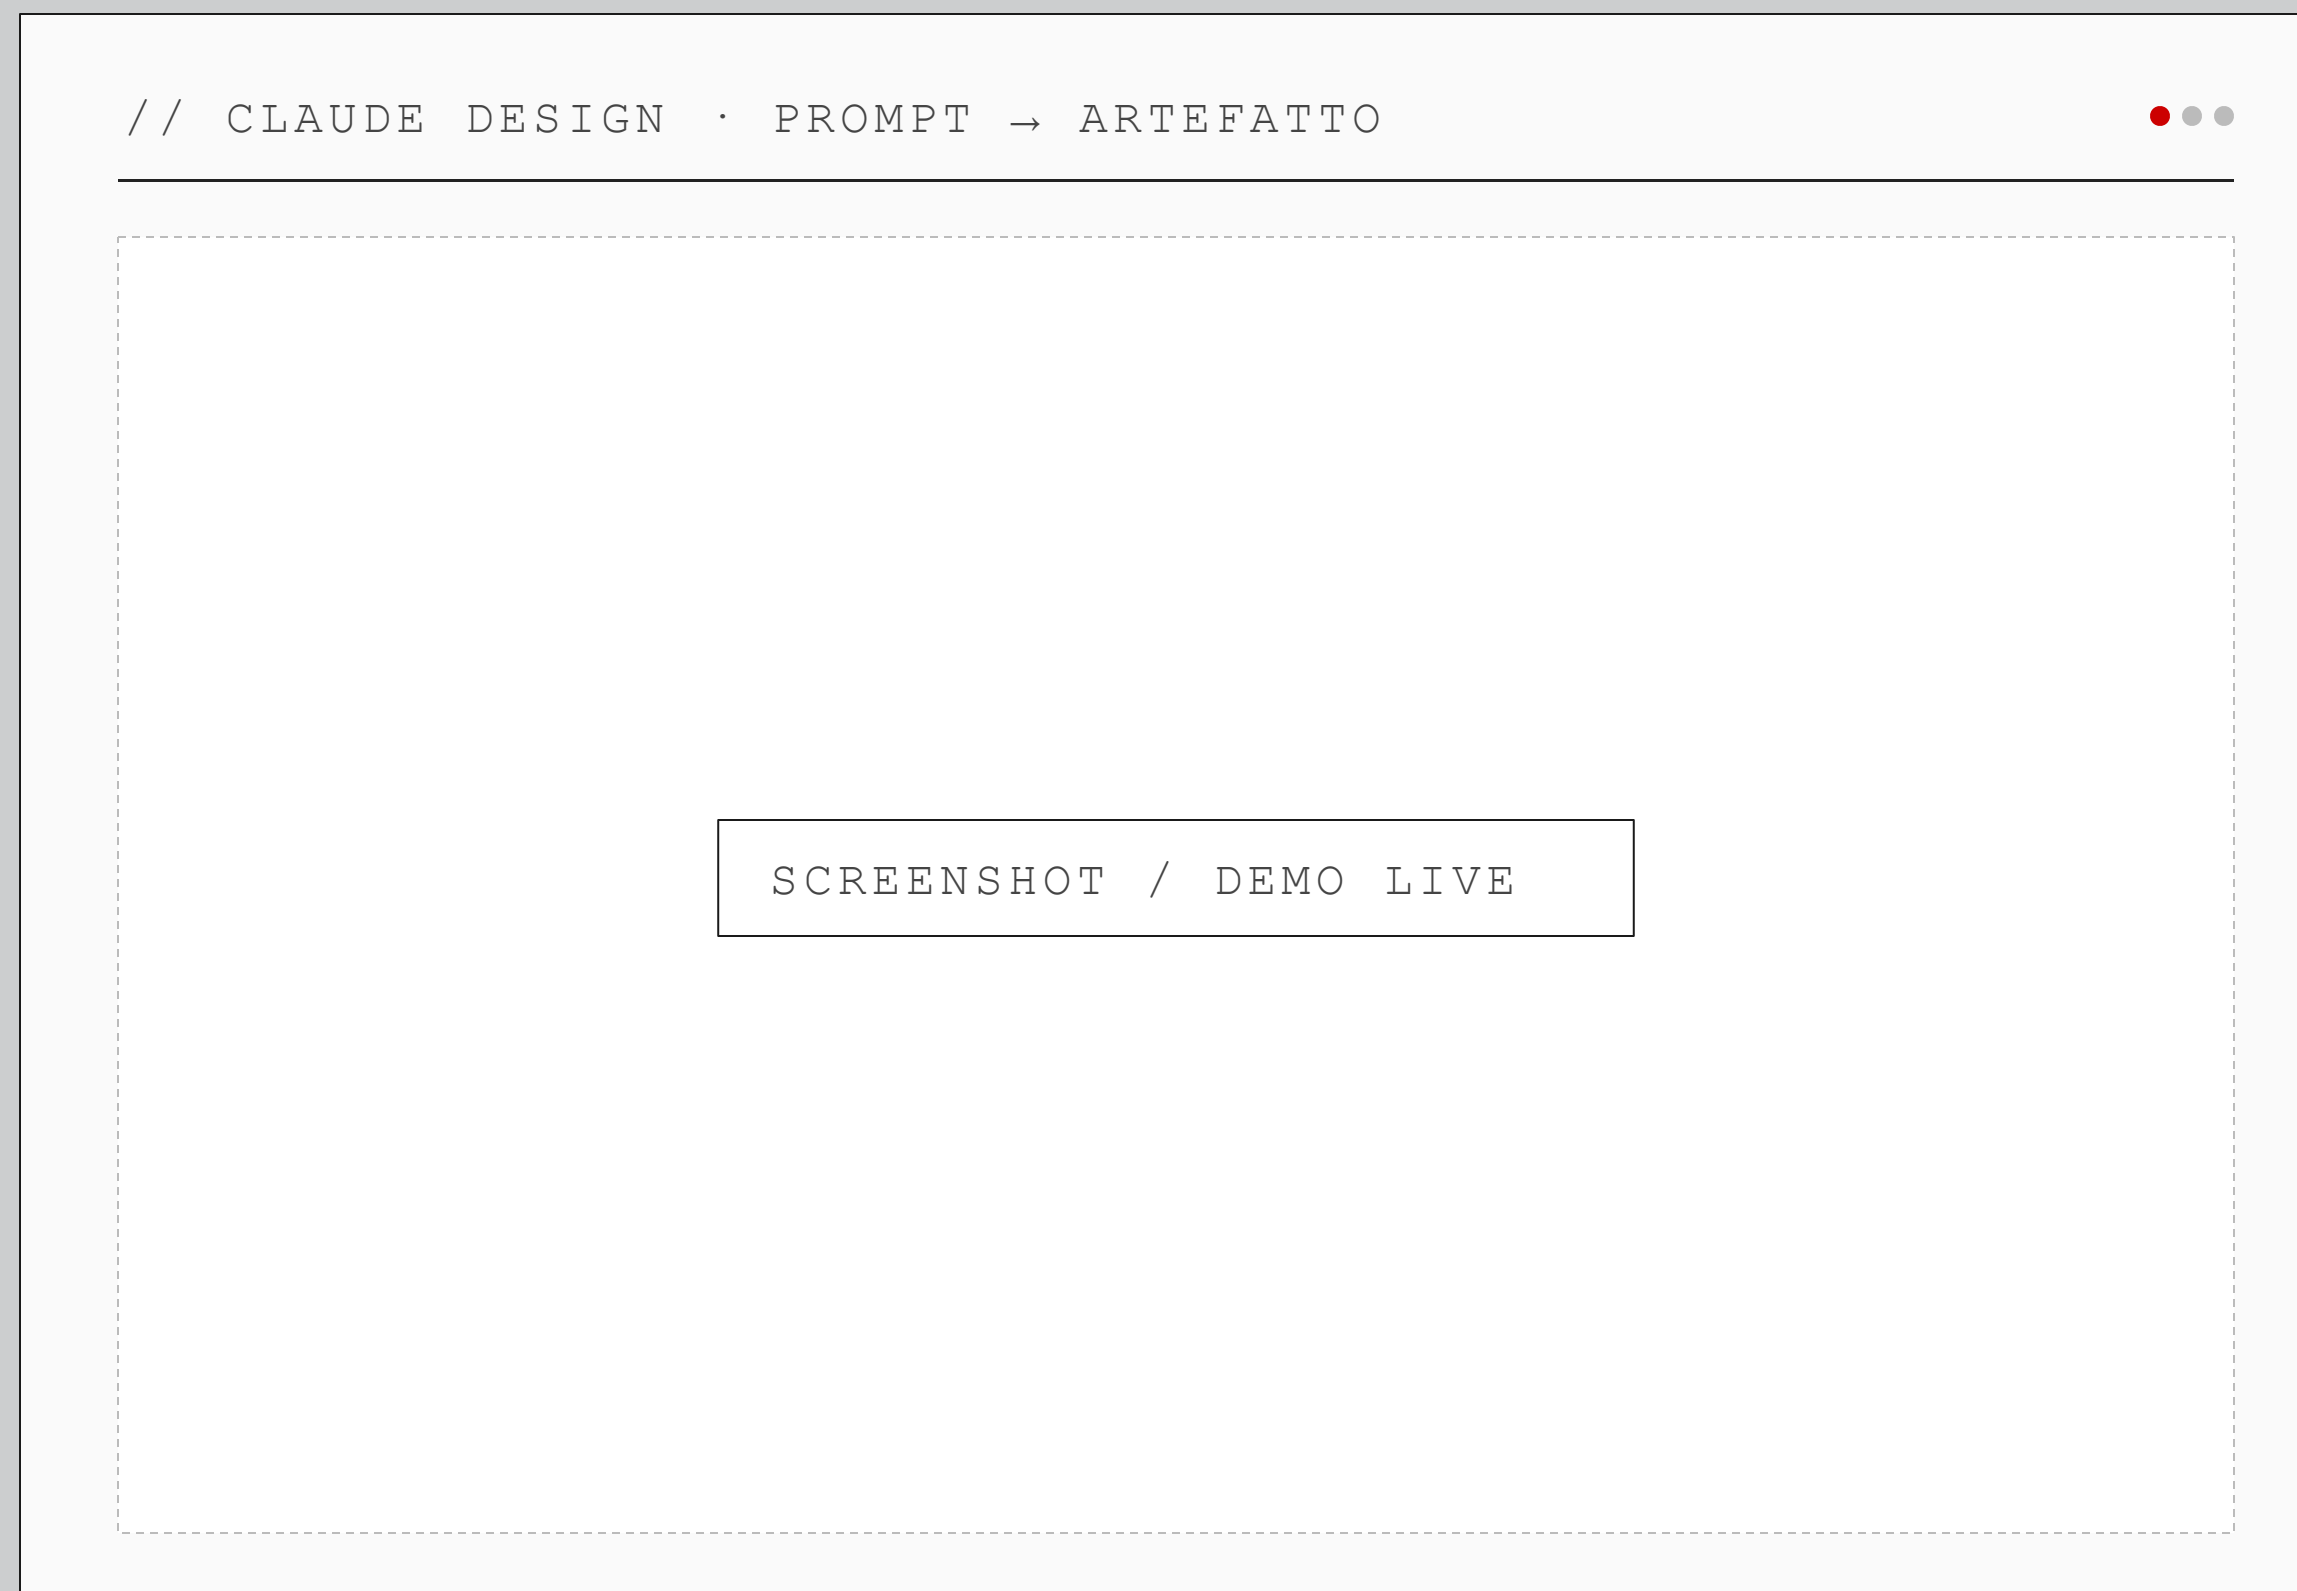 // CLAUDE DESIGN · PROMPT → ARTEFATTO
SCREENSHOT / DEMO LIVE